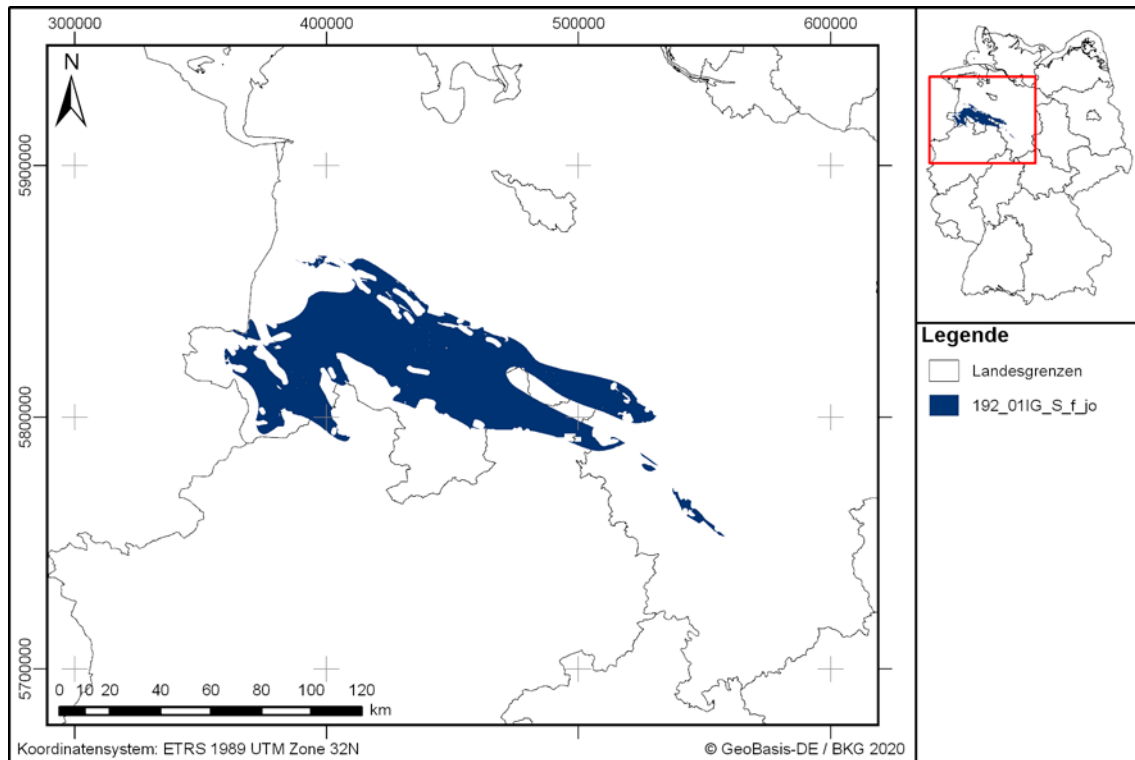 300000 400000 500000 600000
N
5900000
5800000
5700000
0 10 20 40 60 80 100 120
km
Koordinatensystem: ETRS 1989 UTM Zone 32N
© GeoBasis-DE / BKG 2020
Legende
Landesgrenzen
192_01IG_S_f_jo